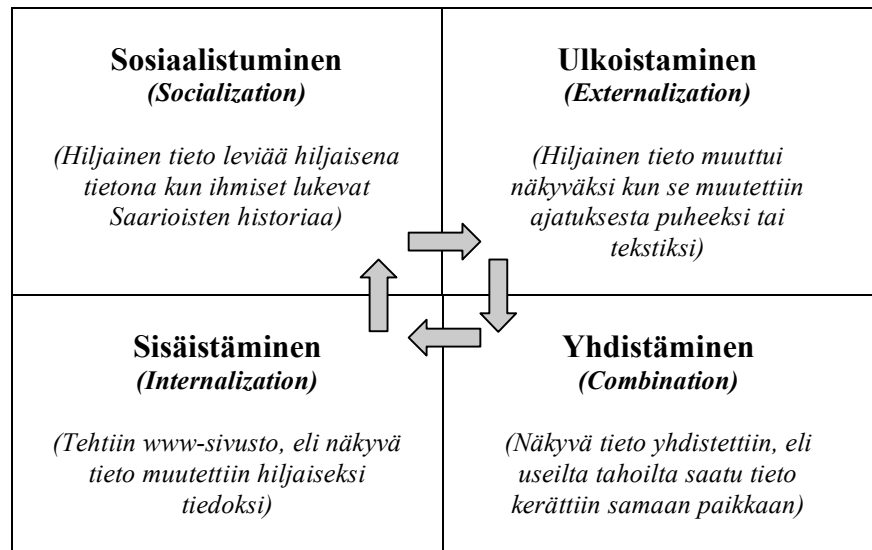 Sosiaalistuminen
(Socialization)
(Hiljainen tieto leviää hiljaisena
tietona kun ihmiset lukevat
Saarioisten historiaa)
Ulkoistaminen
(Externalization)
(Hiljainen tieto muuttui
näkyväksi kun se muutettiin
ajatuksesta puheeksi tai
tekstiksi)
Sisäistäminen
(Internalization)
(Tehtiin www-sivusto, eli näkyvä
tieto muutettiin hiljaiseksi
tiedoksi)
Yhdistäminen
(Combination)
(Näkyvä tieto yhdistettiin, eli
useilta tahoilta saatu tieto
kerättiin samaan paikkaan)